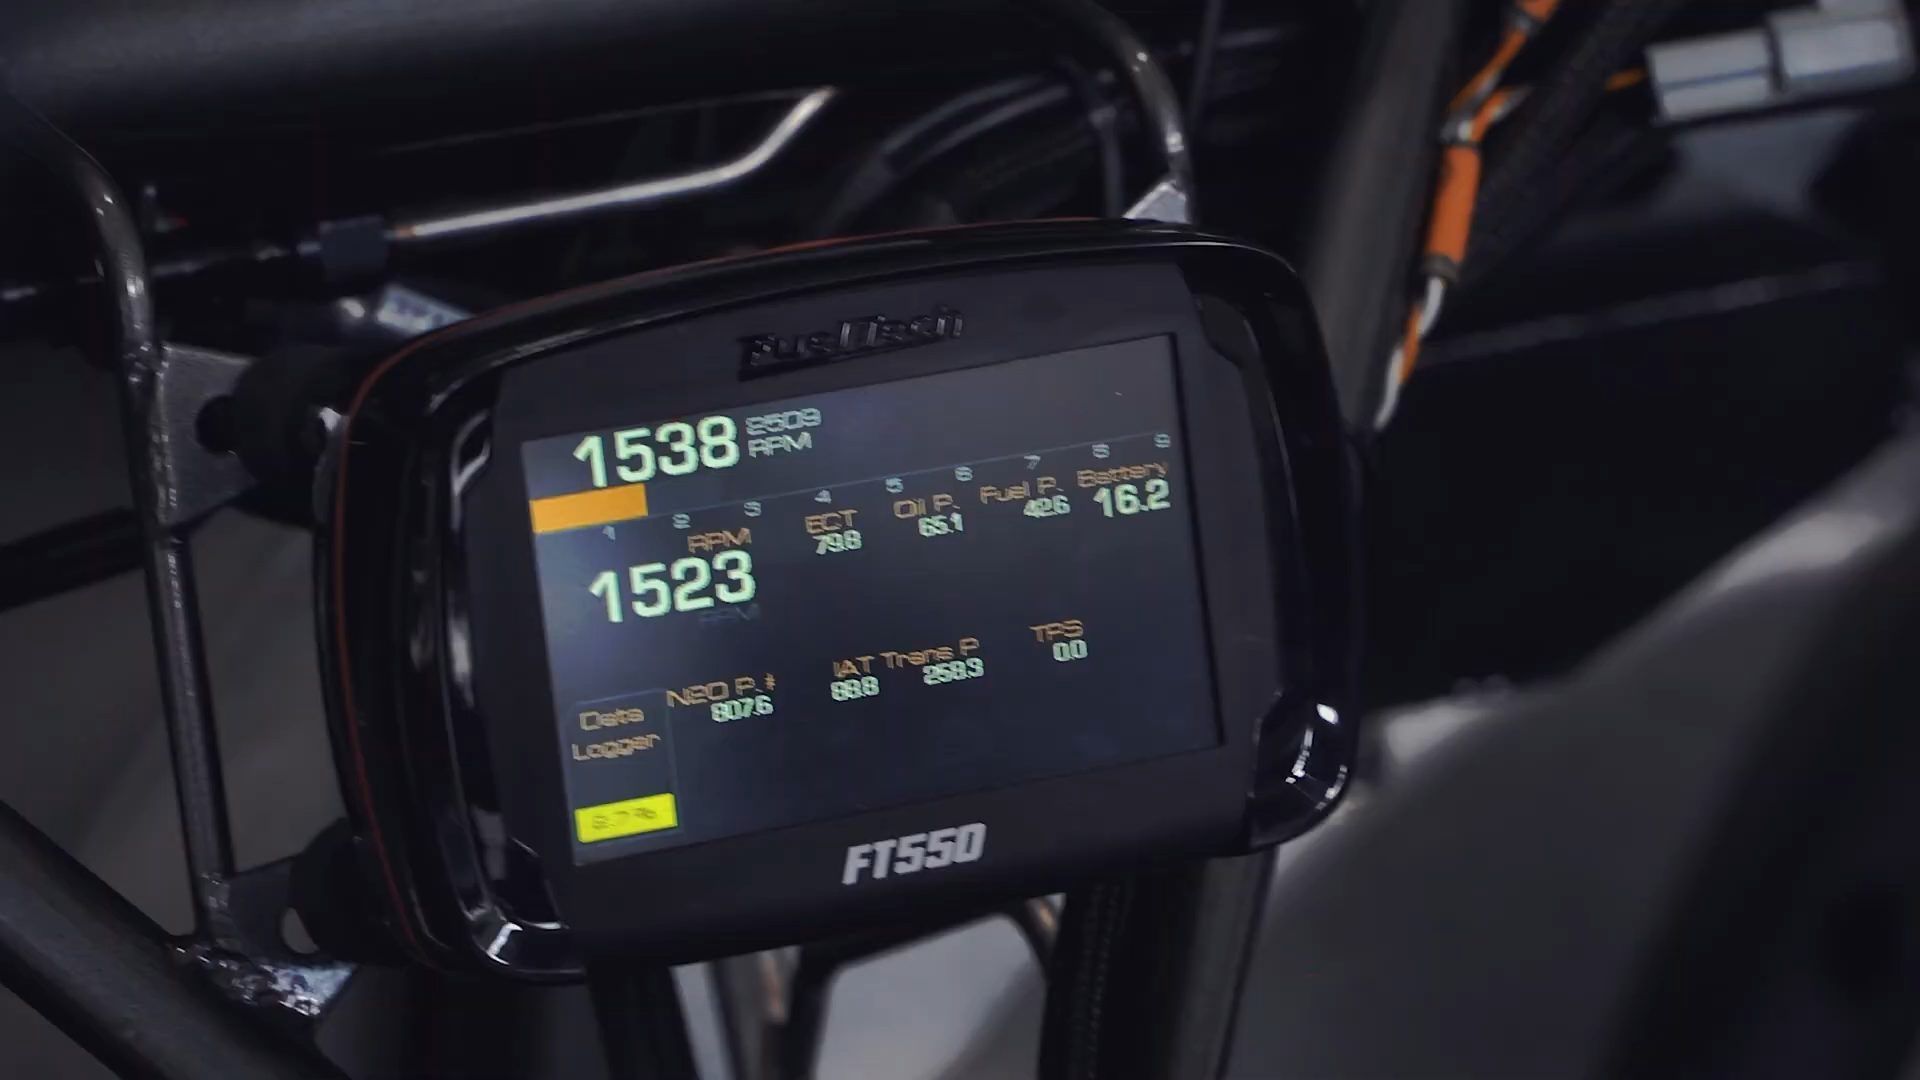 FuelTech
1538 2509
RPM
1 2 3 4 5 6 7 8 9
RPM ECT Oil P. Fuel P. Battery
1523 79.8 65.1 42.6 16.2
RPM
NEO P. IAT Trans P TPS
807.6 88.8 258.3 0.0
Data
Logger
FT550